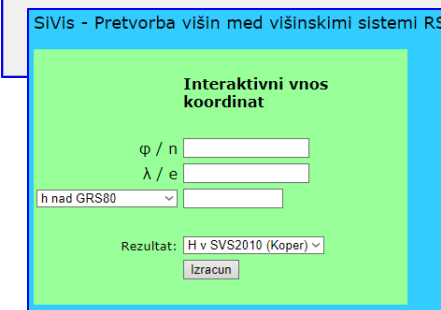 SiVis - Pretvorba višin med višinskimi sistemi RS
Interaktivni vnos
koordinat
φ / n
λ / e
h nad GRS80
Rezultat: H v SVS2010 (Koper)
Izracun